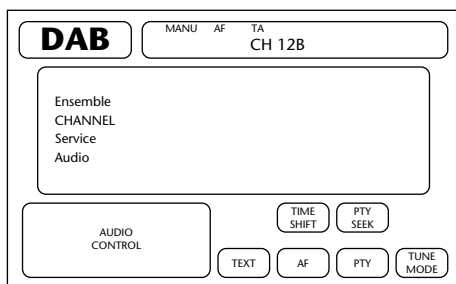 DAB
MANU AF TA
CH 12B
Ensemble
CHANNEL
Service
Audio
AUDIO
CONTROL
TIME
SHIFT
PTY
SEEK
TEXT
AF
PTY
TUNE
MODE